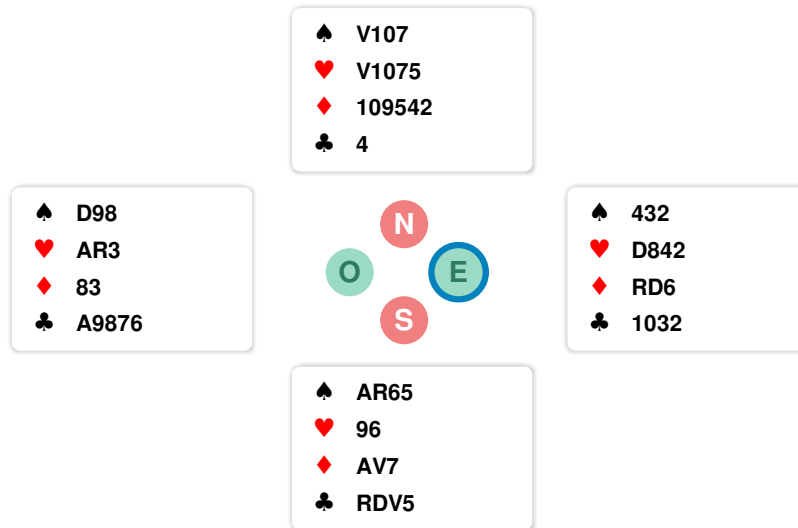 ♠ V107
♥ V1075
♦ 109542
♣ 4
♠ D98
♥ AR3
♦ 83
♣ A9876
N
O E
S
♠ 432
♥ D842
♦ RD6
♣ 1032
♠ AR65
♥ 96
♦ AV7
♣ RDV5